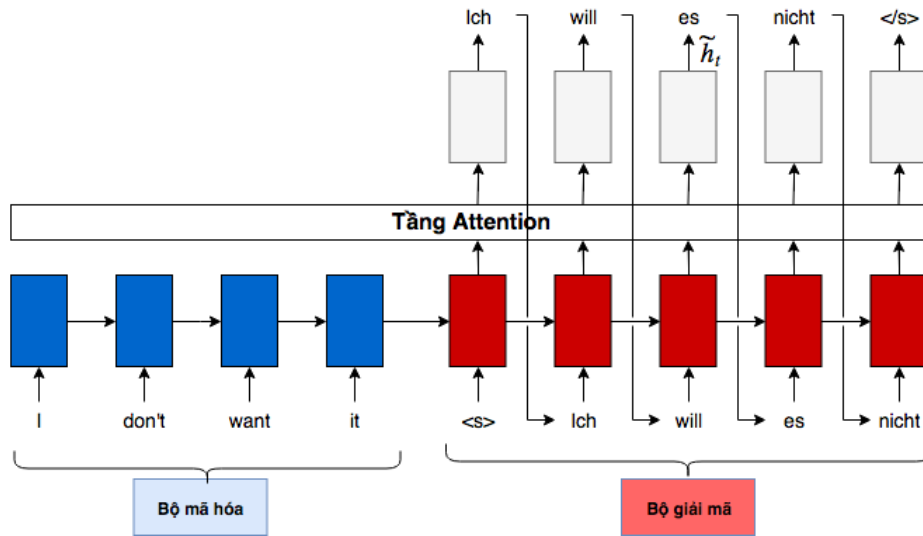 Ich will es nicht </s>
h̃ₜ
Tầng Attention
I don't want it <s> Ich will es nicht
Bộ mã hóa Bộ giải mã